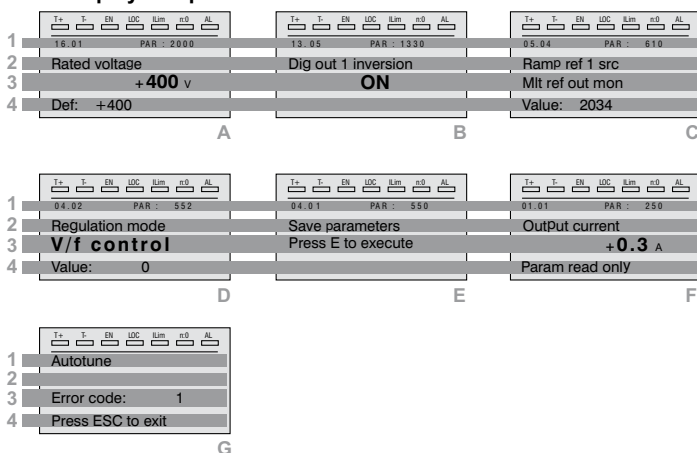 T+ T- EN LOC ILim n:0 AL
1 16.01 PAR : 2000
2 Rated voltage
3 +400 V
4 Def: +400
A
T+ T- EN LOC ILim n:0 AL
13.05 PAR : 1330
Dig out 1 inversion
ON
B
T+ T- EN LOC ILim n:0 AL
05.04 PAR : 610
Ramp ref 1 src
Mlt ref out mon
Value: 2034
C
T+ T- EN LOC ILim n:0 AL
1 04.02 PAR : 552
2 Regulation mode
3 V/f control
4 Value: 0
D
T+ T- EN LOC ILim n:0 AL
04.01 PAR : 550
Save parameters
Press E to execute
E
T+ T- EN LOC ILim n:0 AL
01.01 PAR : 250
Output current
+0.3 A
Param read only
F
T+ T- EN LOC ILim n:0 AL
1 Autotune
2
3 Error code: 1
4 Press ESC to exit
G